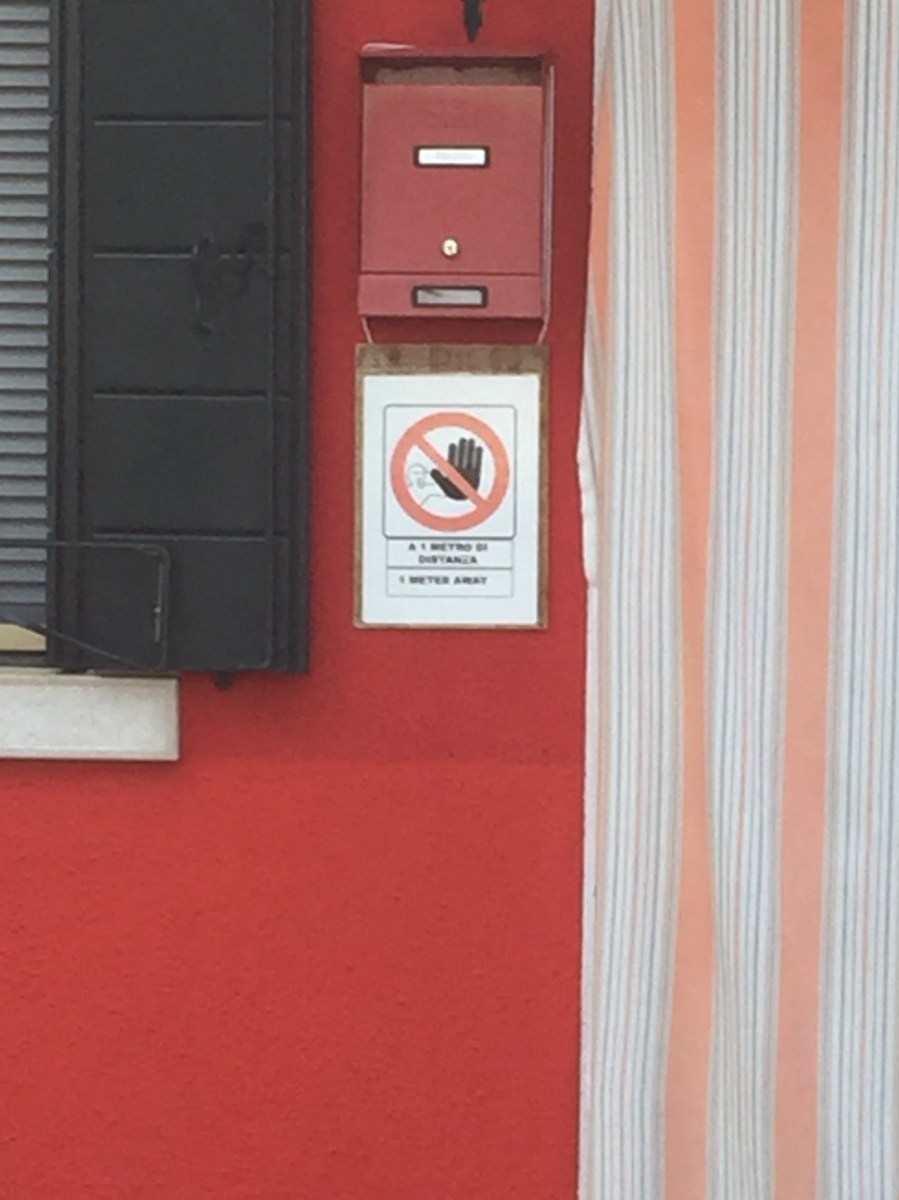 A 1 METRO DI
DISTANZA
1 METER AWAY